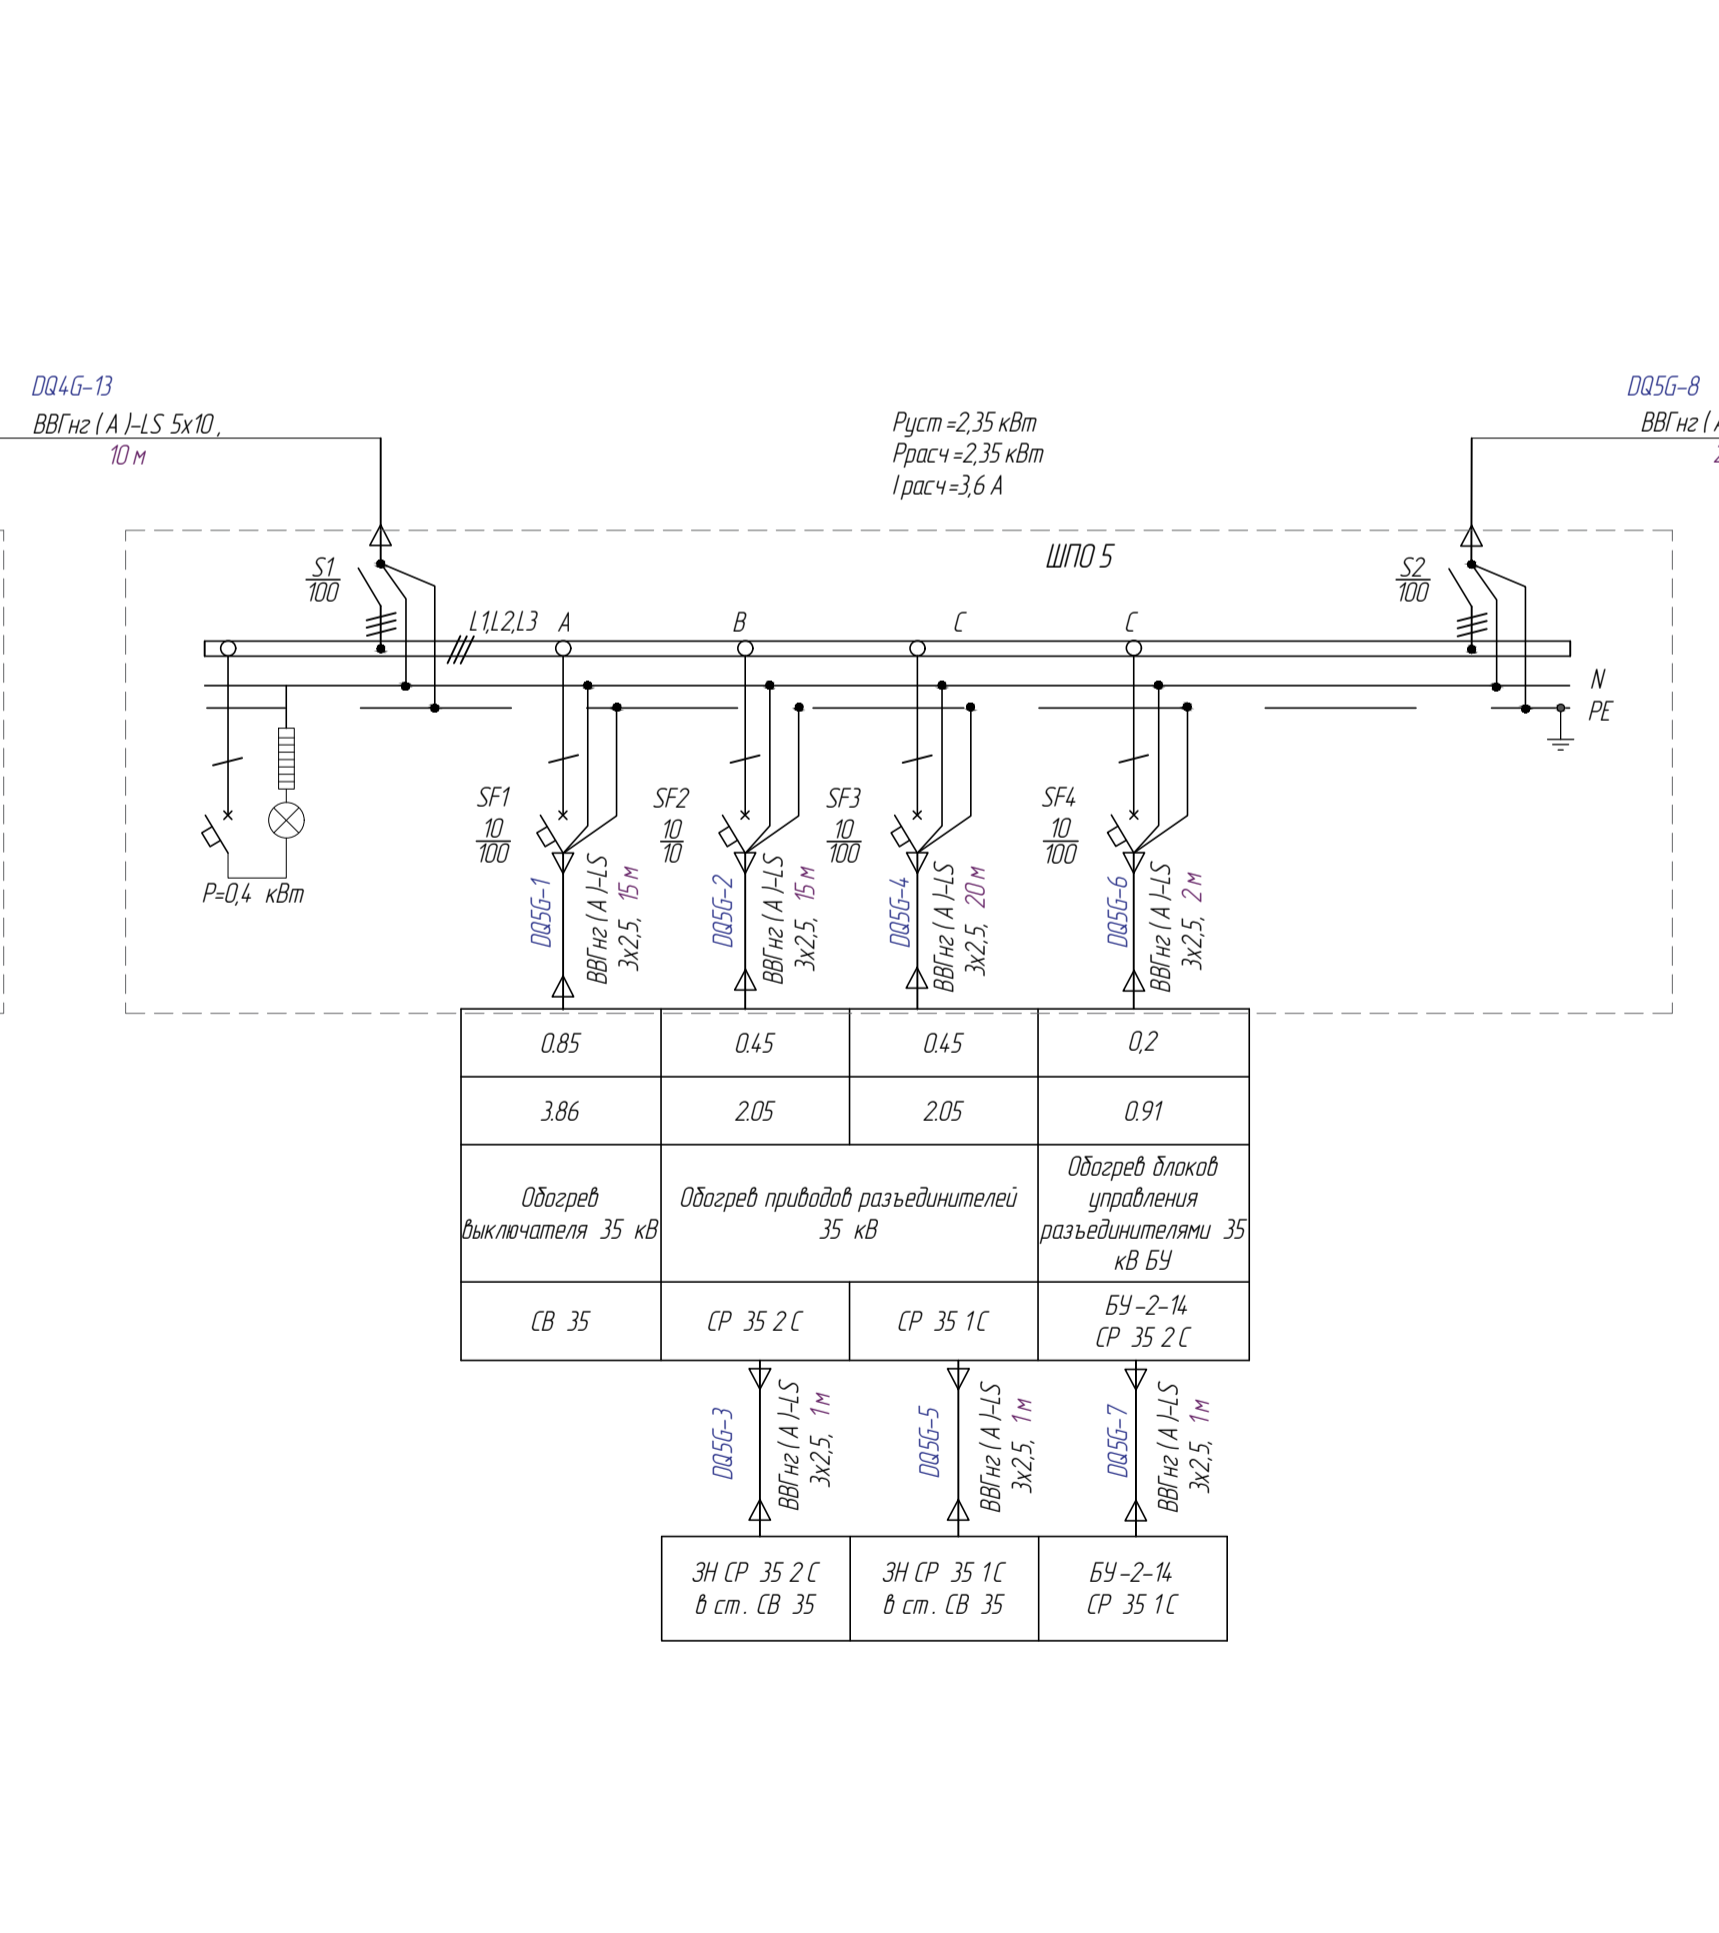 DQ4G-13
ВВГнг(А)-LS 5х10,
10 м
DQ5G-8
ВВГнг(
Руст=2,35 кВт
Ррасч=2,35 кВт
Iрасч=3,6 А
ШПО 5
S1
100
S2
100
L1,L2,L3
A
B
C
C
N
PE
P=0,4 кВт
SF1
10
100
SF2
10
10
SF3
10
100
SF4
10
100
DQ5G-1
ВВГнг(А)-LS
3х2,5, 15 м
DQ5G-2
ВВГнг(А)-LS
3х2,5, 15 м
DQ5G-4
ВВГнг(А)-LS
3х2,5, 20 м
DQ5G-6
ВВГнг(А)-LS
3х2,5, 2 м
0.85
0.45
0.45
0,2
3.86
2.05
2.05
0.91
Обогрев
выключателя 35 кВ
Обогрев приводов разъединителей
35 кВ
Обогрев блоков
управления
разъединителями 35
кВ БУ
СВ 35
СР 35 2С
СР 35 1С
БУ-2-14
СР 35 2С
DQ5G-3
ВВГнг(А)-LS
3х2,5, 1м
DQ5G-5
ВВГнг(А)-LS
3х2,5, 1м
DQ5G-7
ВВГнг(А)-LS
3х2,5, 1м
ЗН СР 35 2С
в ст. СВ 35
ЗН СР 35 1С
в ст. СВ 35
БУ-2-14
СР 35 1С